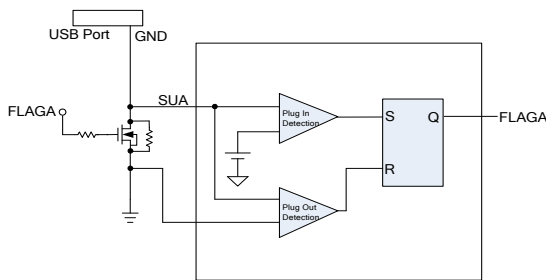 USB Port
GND
SUA
FLAGA
Plug In
Detection
S
Q
FLAGA
R
Plug Out
Detection